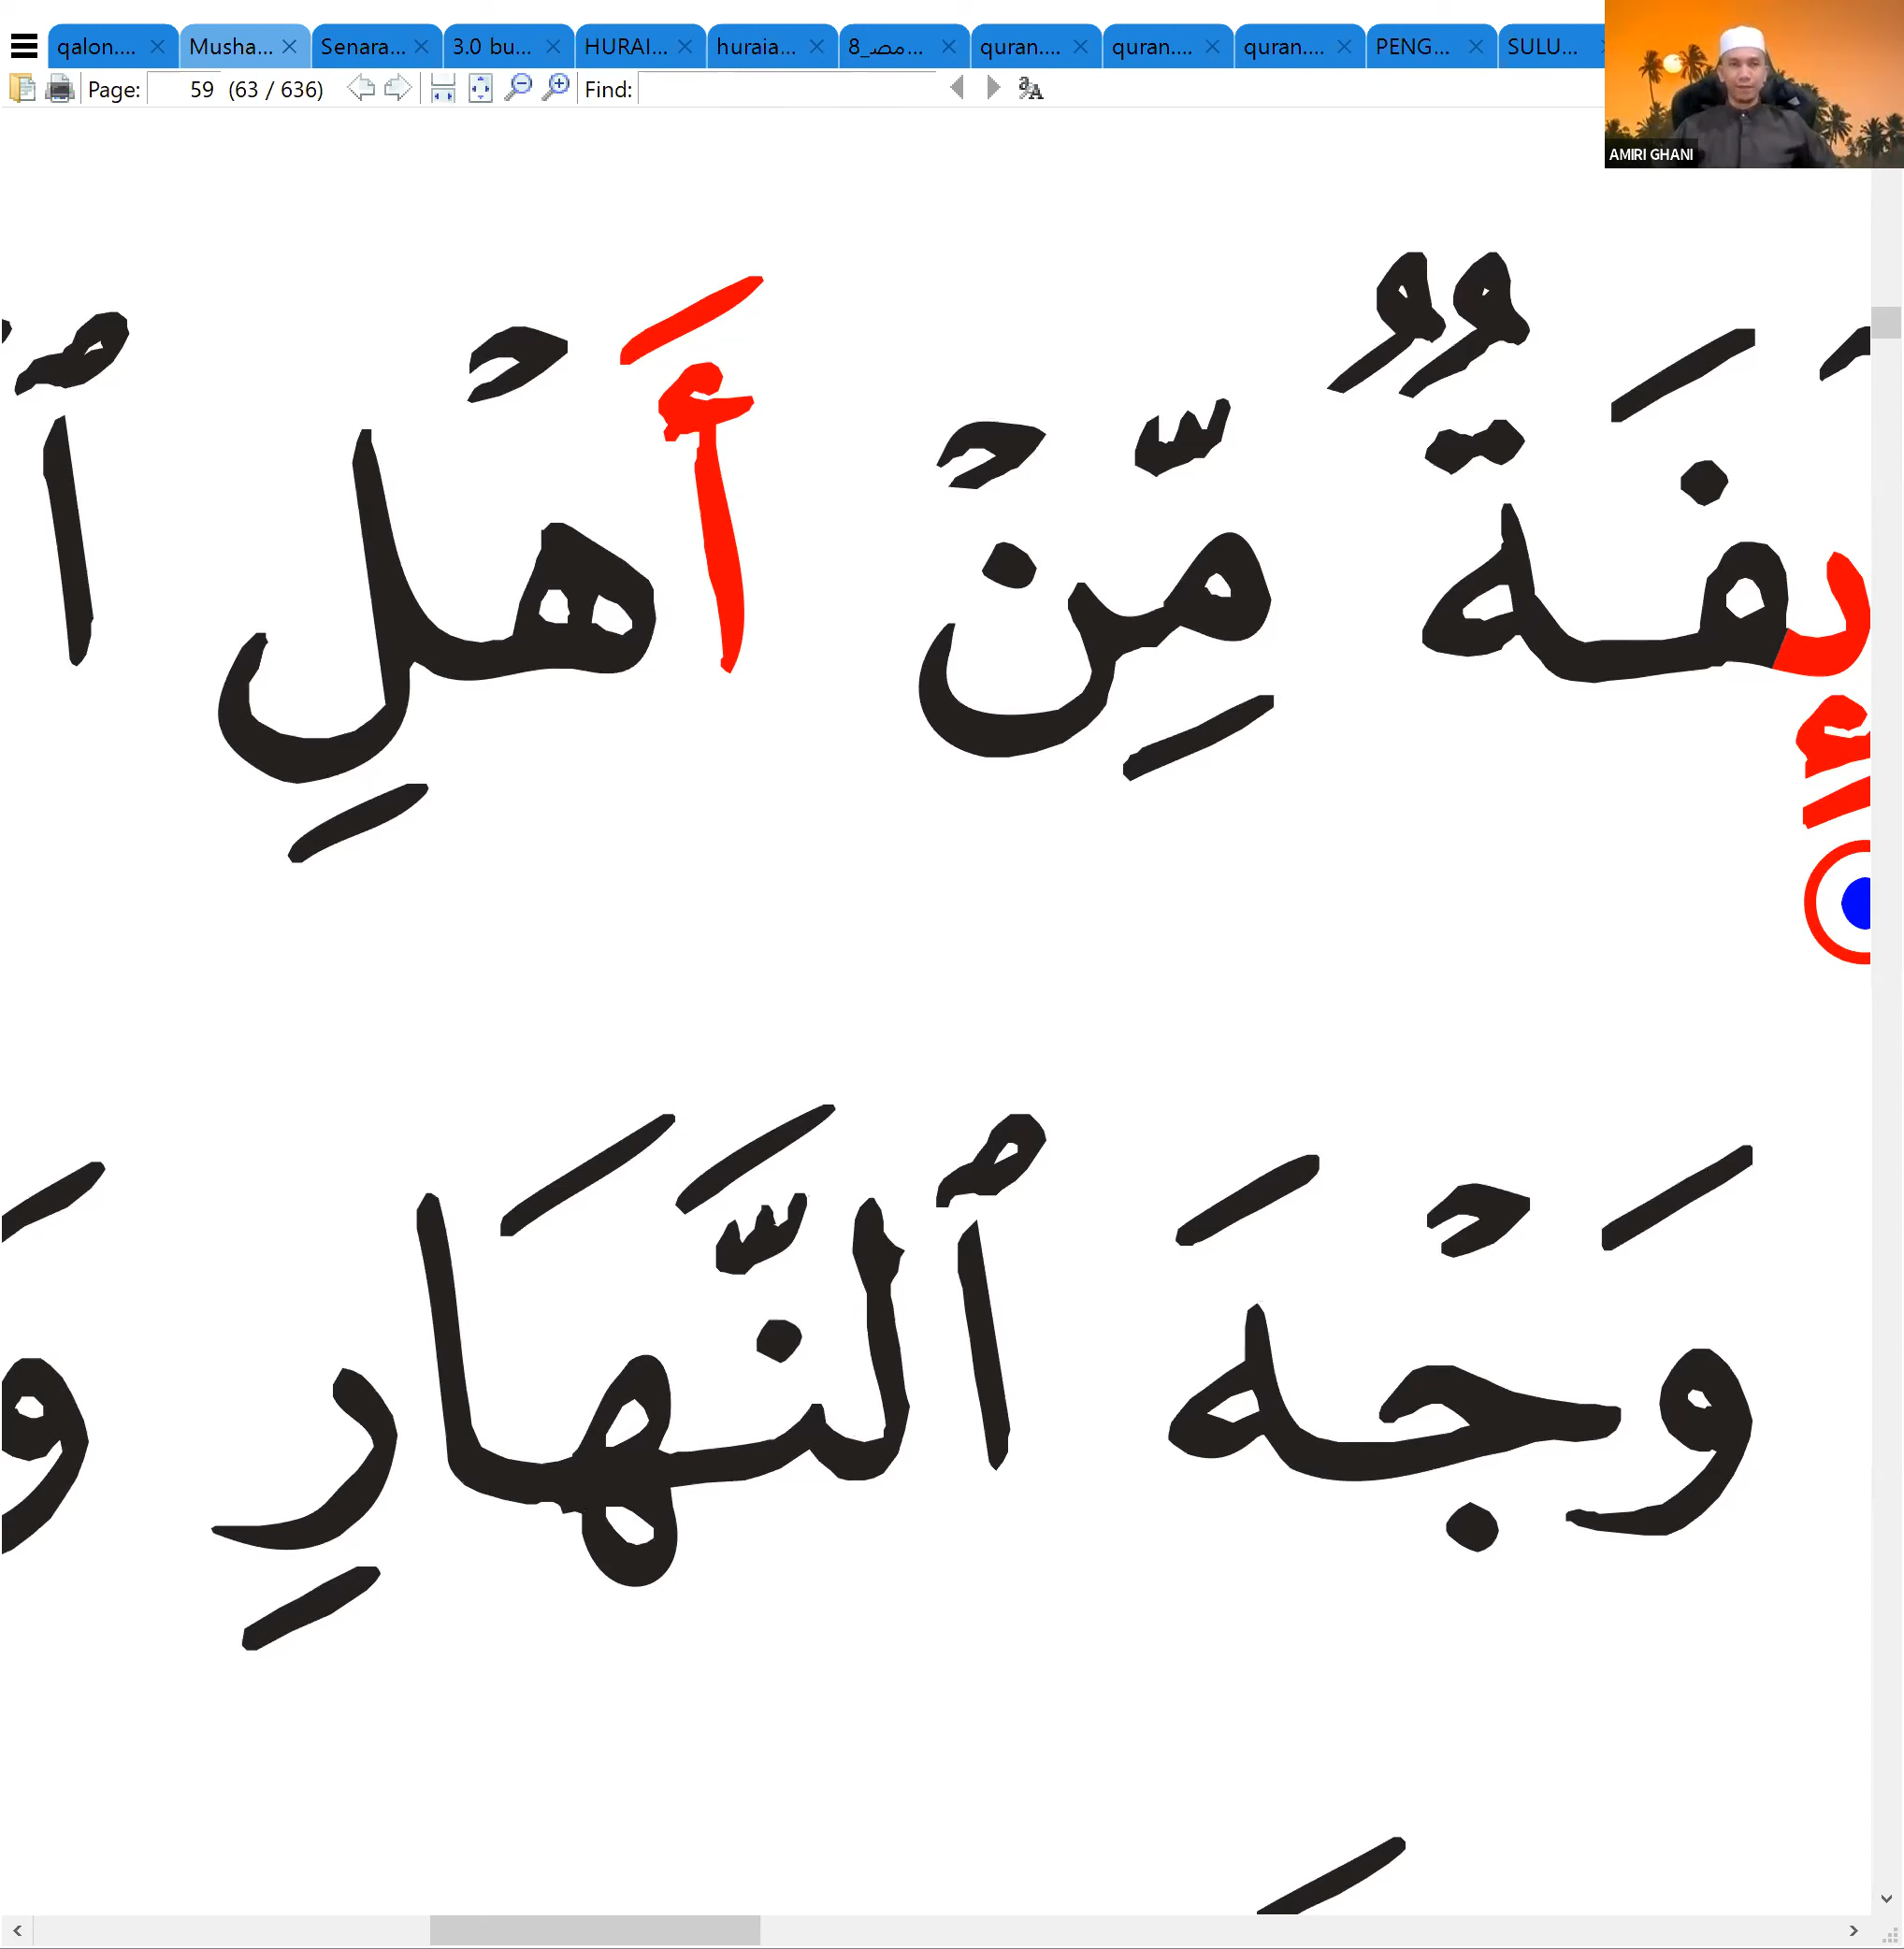 qalon.... Musha... Senara... 3.0 bu... HURAI... huraia... 8_مصـ... quran.... quran.... quran.... PENG... SULU...
Page: 59 (63 / 636) Find:
AMIRI GHANI
مِّنْ أَهْلِ
وَجْهَ ٱلنَّهَارِ